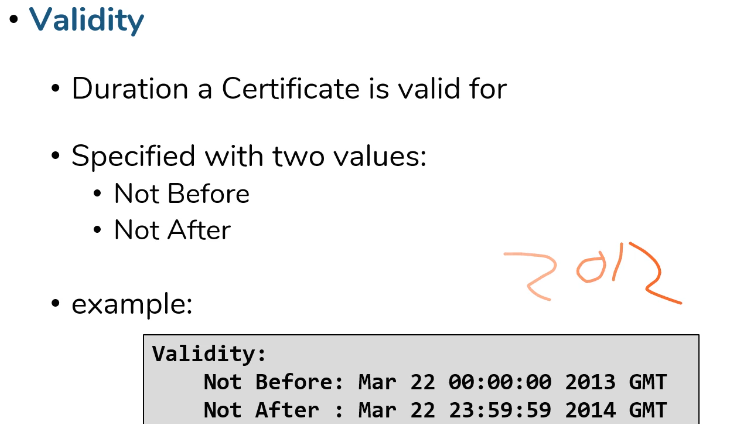 • Validity
• Duration a Certificate is valid for
• Specified with two values:
• Not Before
• Not After
2012
• example:
Validity:
Not Before: Mar 22 00:00:00 2013 GMT
Not After : Mar 22 23:59:59 2014 GMT